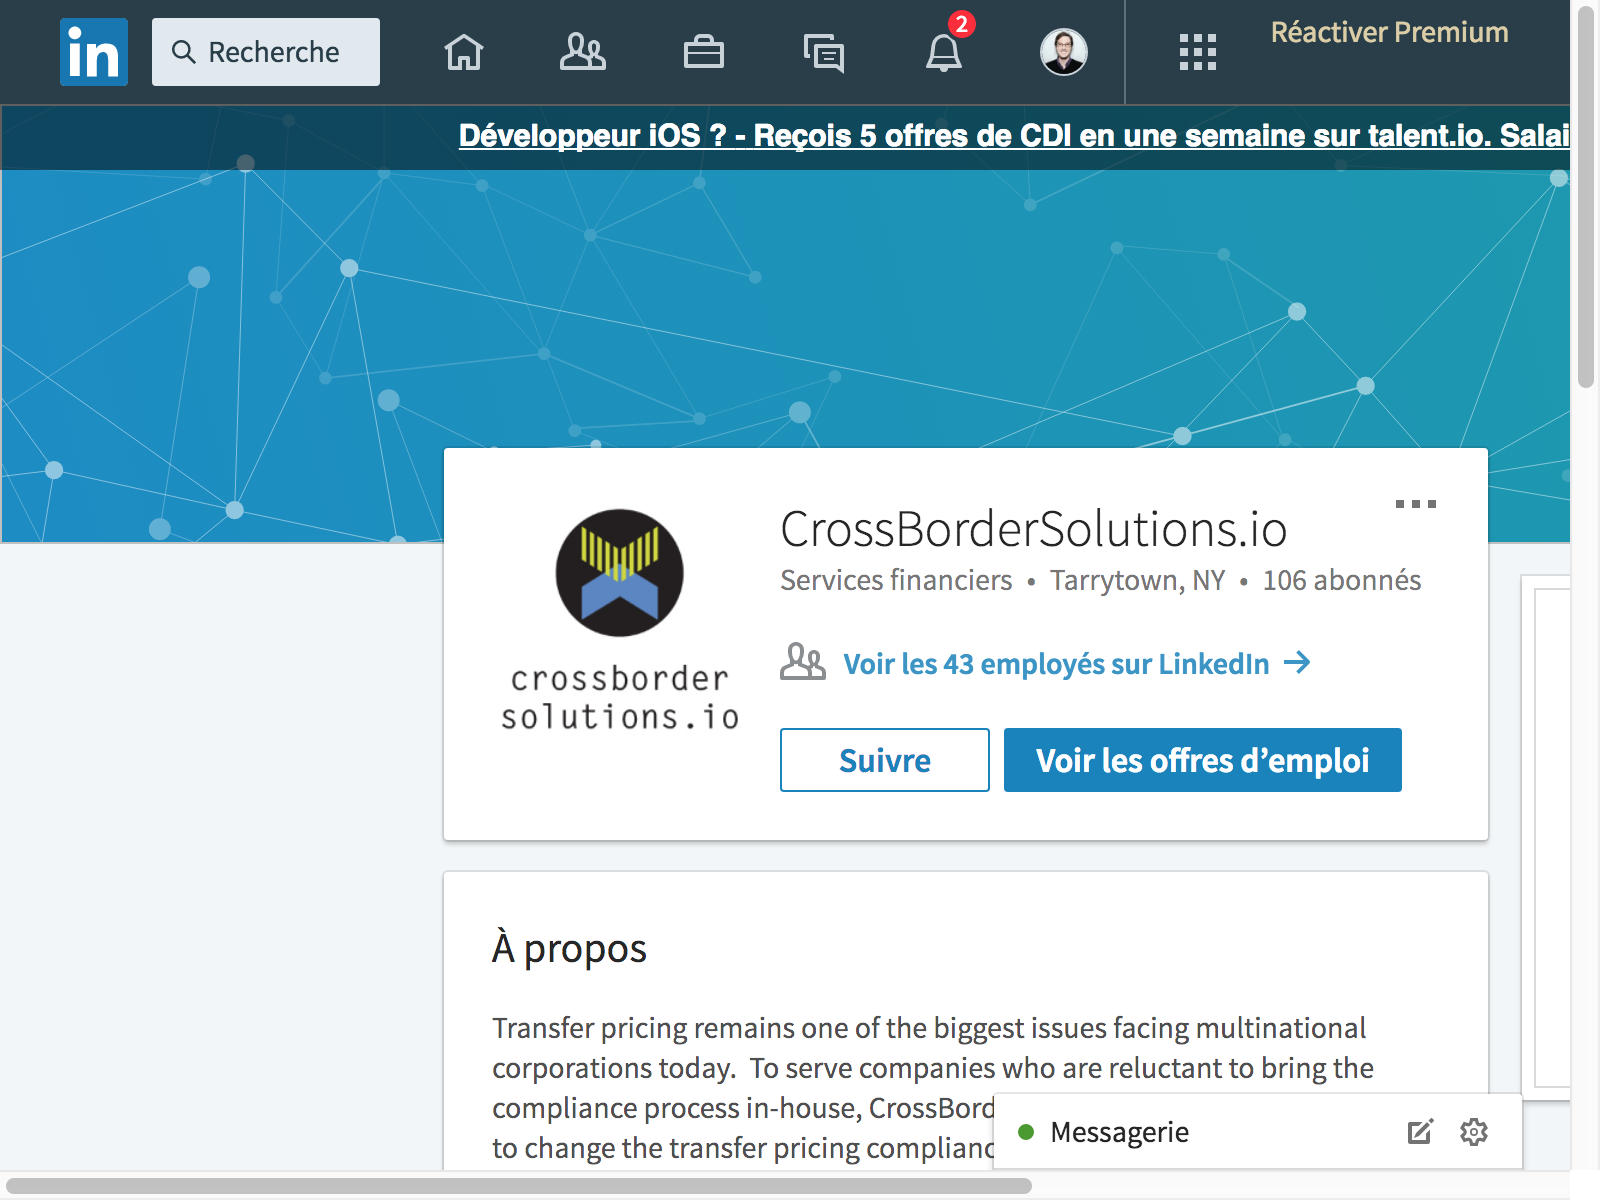 in
Recherche
2
Réactiver Premium
Développeur iOS ? - Reçois 5 offres de CDI en une semaine sur talent.io. Salai
CrossBorderSolutions.io
Services financiers • Tarrytown, NY • 106 abonnés
crossborder
solutions.io
Voir les 43 employés sur LinkedIn →
Suivre
Voir les offres d’emploi
À propos
Transfer pricing remains one of the biggest issues facing multinational
corporations today. To serve companies who are reluctant to bring the
compliance process in-house, CrossBord
to change the transfer pricing complianc
Messagerie